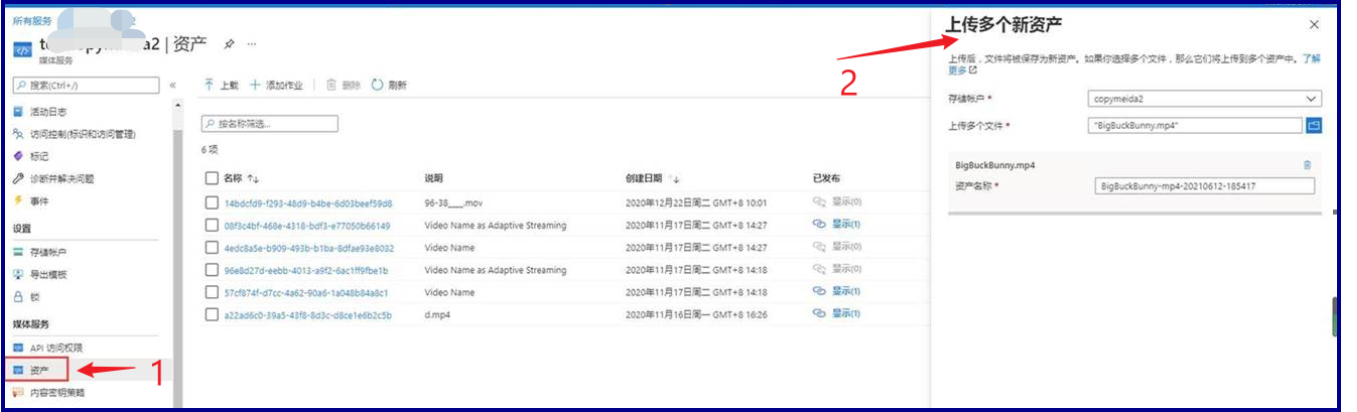 所有服务
资产
媒体服务
搜索(Ctrl+/)
活动日志
访问控制(标识和访问管理)
标记
诊断并解决问题
事件
设置
存储帐户
导出模板
锁
媒体服务
API 访问权限
资产
1
内容密钥策略
上载 添加作业 删除 刷新
按名称筛选...
6 项
名称 说明 创建日期 已发布
14bdcfd9-f293-48d9-b4be-6d03beef59d8 96-38___.mov 2020年12月22日周二 GMT+8 10:01 显示(0)
08f3c4bf-468e-4318-bdf3-e77050b66149 Video Name as Adaptive Streaming 2020年11月17日周二 GMT+8 14:27 显示(1)
4edc8a5e-b909-493b-b1ba-8dfae93e8032 Video Name 2020年11月17日周二 GMT+8 14:27 显示(0)
96e8d27d-eebb-4013-a9f2-6ac1ff9fbe1b Video Name as Adaptive Streaming 2020年11月17日周二 GMT+8 14:18 显示(0)
57cf874f-d7cc-4a62-90a6-1a048b84a8c1 Video Name 2020年11月17日周二 GMT+8 14:18 显示(1)
a22ad6c0-39a5-43f8-8d3c-d8ce1e6b2c5b d.mp4 2020年11月16日周一 GMT+8 16:26 显示(1)
2
上传多个新资产
上传后，文件将被保存为新资产。如果你选择多个文件，那么它们将上传到多个资产中。了解
更多
存储帐户 * copymeida2
上传多个文件 * "BigBuckBunny.mp4"
BigBuckBunny.mp4
资产名称 * BigBuckBunny-mp4-20210612-185417